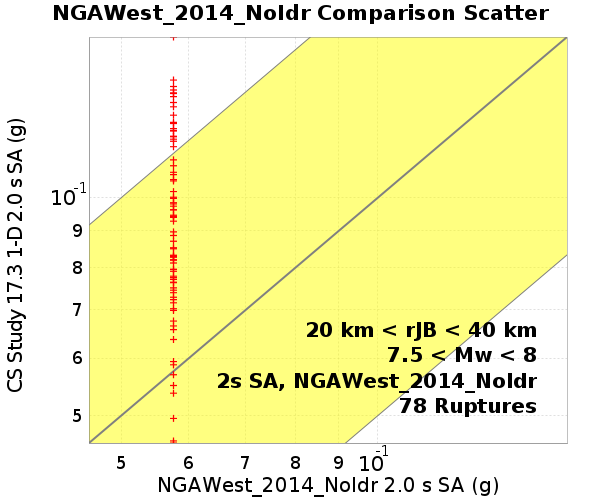 NGAWest_2014_NoIdr Comparison Scatter
CS Study 17.3 1-D 2.0 s SA (g)
10-1
9
8
7
6
5
20 km < rJB < 40 km
7.5 < Mw < 8
2s SA, NGAWest_2014_NoIdr
78 Ruptures
5 6 7 8 9 10-1
NGAWest_2014_NoIdr 2.0 s SA (g)